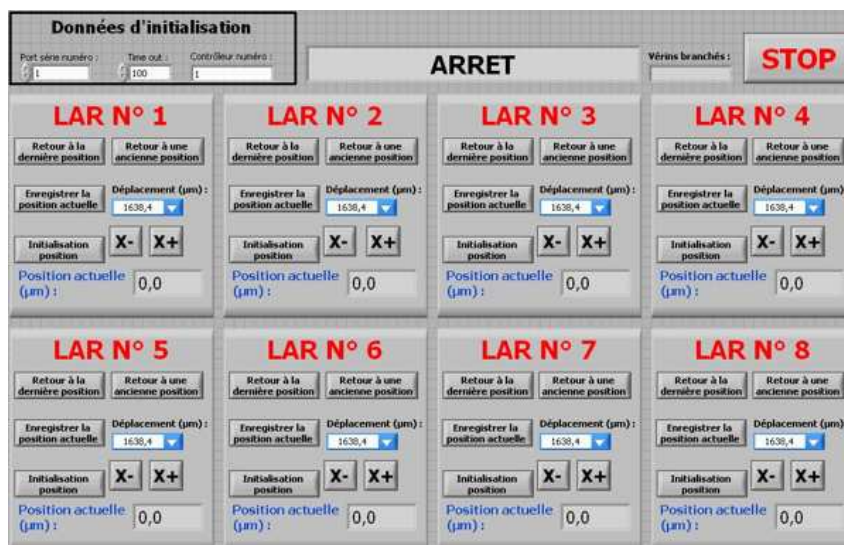 Données d'initialisation
Port série numéro : Time out : Contrôleur numéro :
1 100 1
ARRET
Vérins branchés :
STOP
LAR N° 1
Retour à la dernière position
Retour à une ancienne position
Enregistrer la position actuelle
Déplacement (µm) :
1638,4
Initialisation position
X- X+
Position actuelle (µm) :
0,0
LAR N° 2
Retour à la dernière position
Retour à une ancienne position
Enregistrer la position actuelle
Déplacement (µm) :
1638,4
Initialisation position
X- X+
Position actuelle (µm) :
0,0
LAR N° 3
Retour à la dernière position
Retour à une ancienne position
Enregistrer la position actuelle
Déplacement (µm) :
1638,4
Initialisation position
X- X+
Position actuelle (µm) :
0,0
LAR N° 4
Retour à la dernière position
Retour à une ancienne position
Enregistrer la position actuelle
Déplacement (µm)
1638,4
Initialisation position
X- X+
Position actuelle (µm) :
0,0
LAR N° 5
Retour à la dernière position
Retour à une ancienne position
Enregistrer la position actuelle
Déplacement (µm) :
1638,4
Initialisation position
X- X+
Position actuelle (µm) :
0,0
LAR N° 6
Retour à la dernière position
Retour à une ancienne position
Enregistrer la position actuelle
Déplacement (µm) :
1638,4
Initialisation position
X- X+
Position actuelle (µm) :
0,0
LAR N° 7
Retour à la dernière position
Retour à une ancienne position
Enregistrer la position actuelle
Déplacement (µm) :
1638,4
Initialisation position
X- X+
Position actuelle (µm) :
0,0
LAR N° 8
Retour à la dernière position
Retour à une ancienne position
Enregistrer la position actuelle
Déplacement (µm)
1638,4
Initialisation position
X- X+
Position actuelle (µm) :
0,0